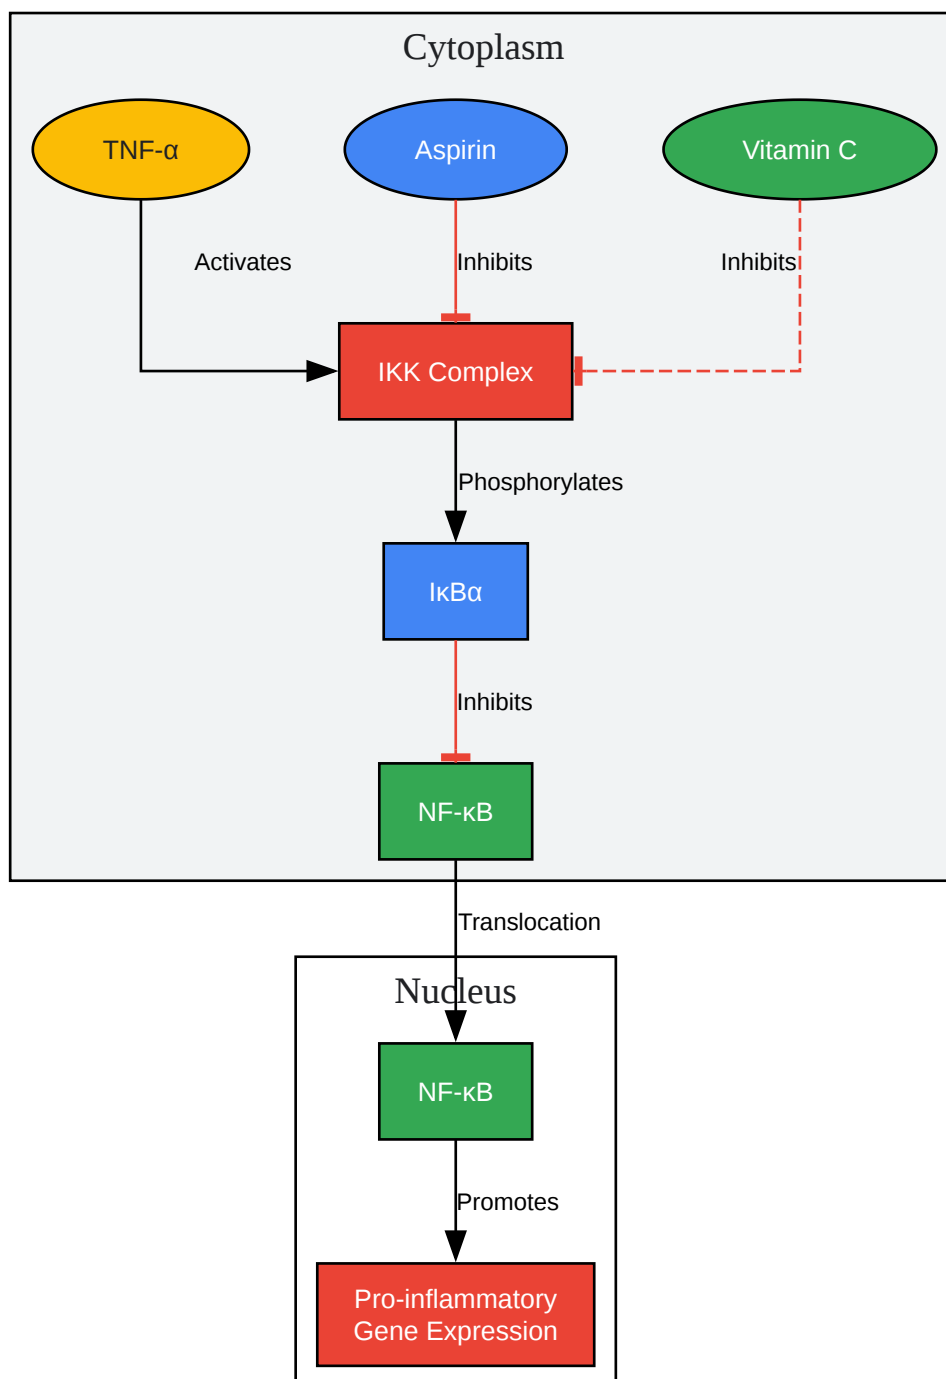 Cytoplasm
TNF-α
Aspirin
Vitamin C
Activates
Inhibits
Inhibits
IKK Complex
Phosphorylates
IκBα
Inhibits
NF-κB
Translocation
Nucleus
NF-κB
Promotes
Pro-inflammatory
Gene Expression